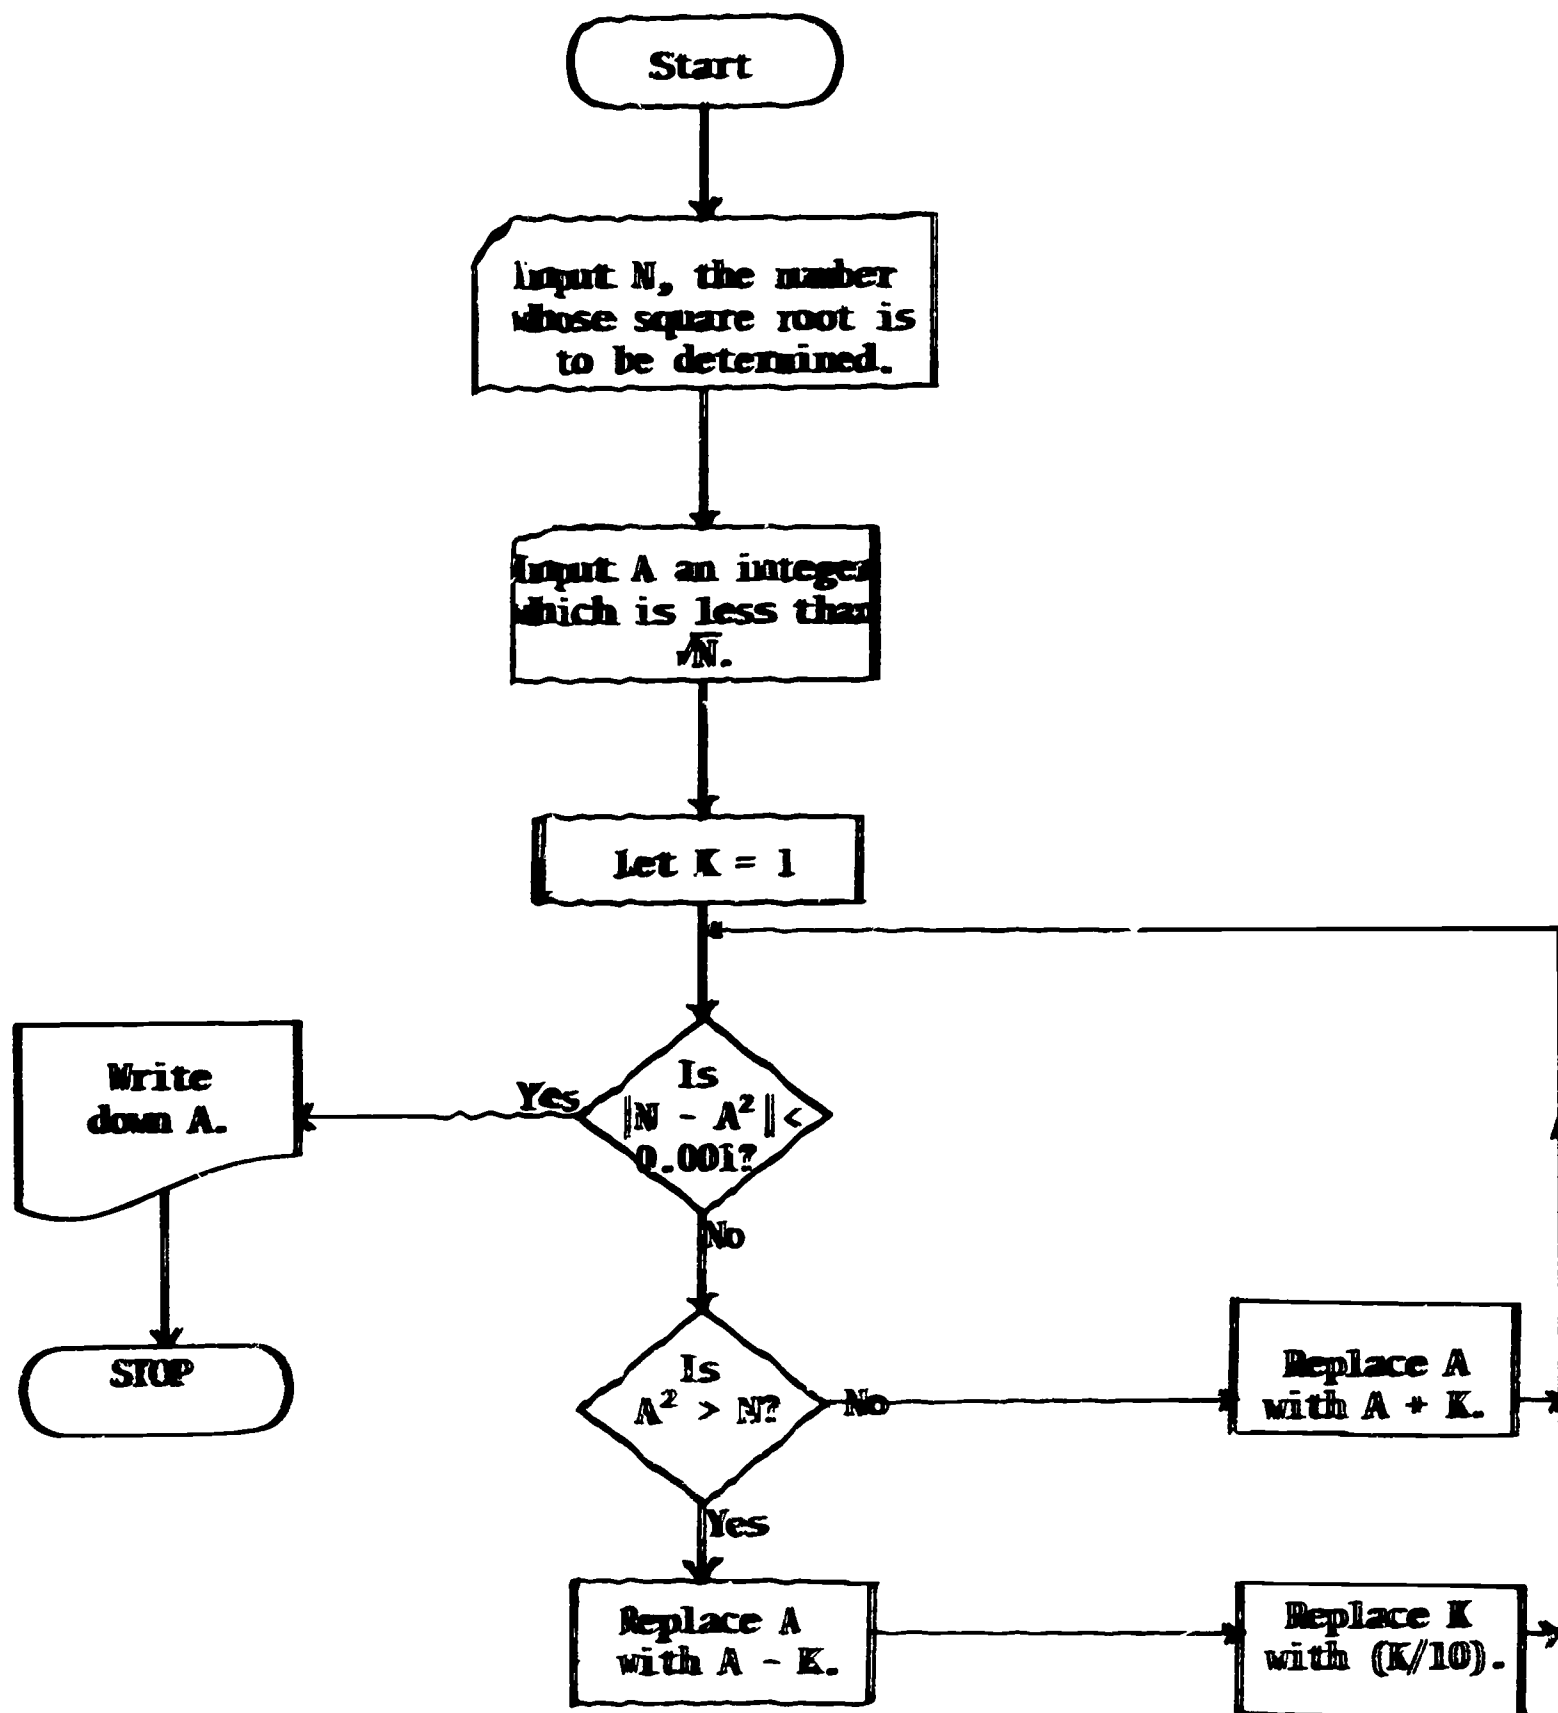 Start
Input N, the number
whose square root is
to be determined.
Input A an integer
which is less than
√N.
Let K = 1
Is
|N - A²| <
0.001?
Yes
Write
down A.
No
STOP
Is
A² > N?
No
Replace A
with A + K.
Yes
Replace A
with A - K.
Replace K
with (K/10).